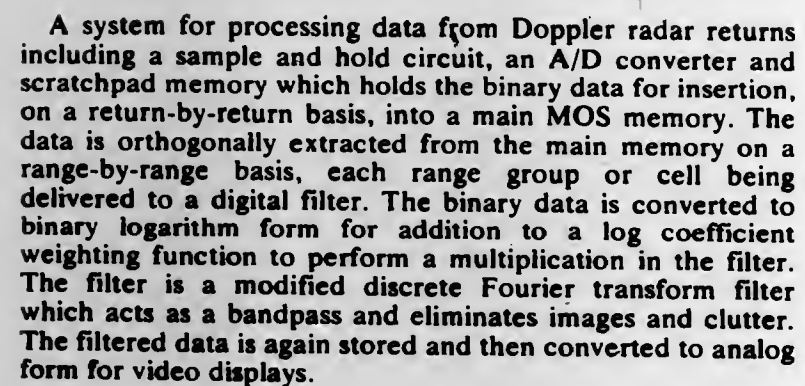 A system for processing data from Doppler radar returns
including a sample and hold circuit, an A/D converter and
scratchpad memory which holds the binary data for insertion,
on a return-by-return basis, into a main MOS memory. The
data is orthogonally extracted from the main memory on a
range-by-range basis, each range group or cell being
delivered to a digital filter. The binary data is converted to
binary logarithm form for addition to a log coefficient
weighting function to perform a multiplication in the filter.
The filter is a modified discrete Fourier transform filter
which acts as a bandpass and eliminates images and clutter.
The filtered data is again stored and then converted to analog
form for video displays.